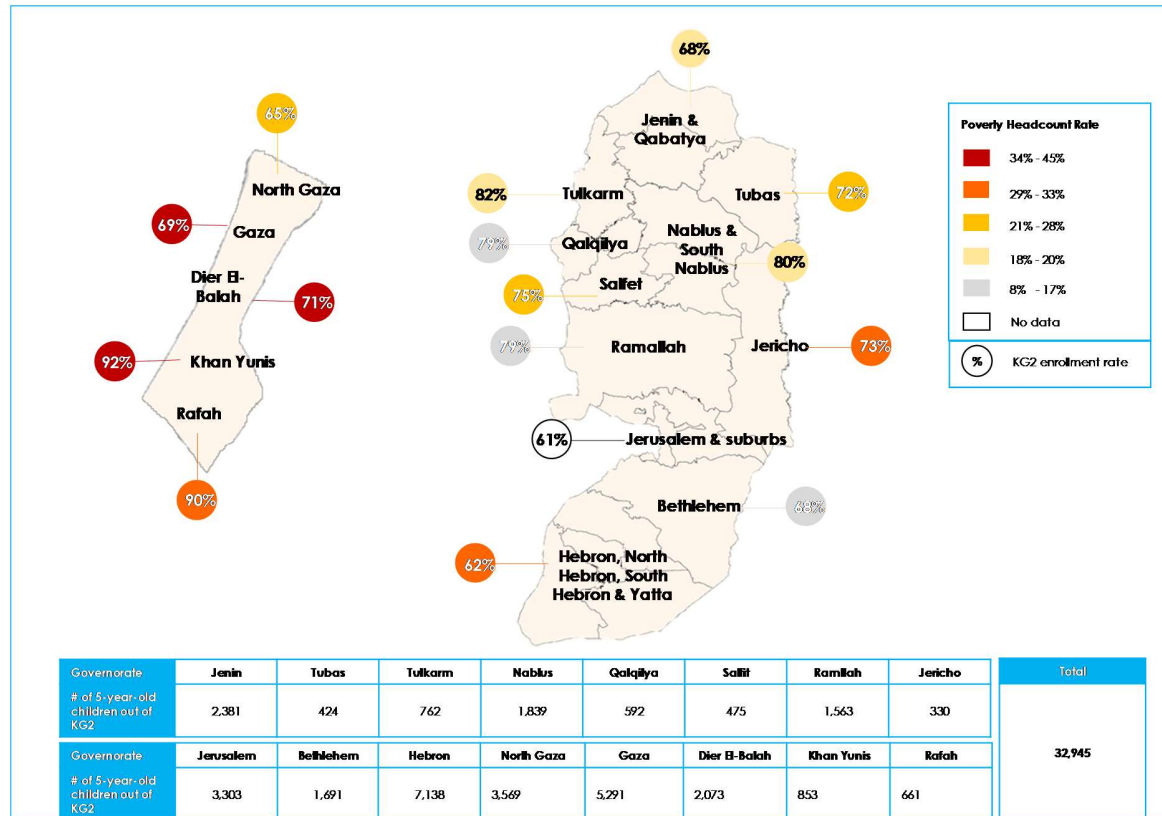 68%
65%
Jenin &
Qabatya
North Gaza
82%
Tulkarm
Tubas
72%
69%
Gaza
79%
Qalqilya
Nablus &
South
Nablus
80%
Dier El-
Balah
71%
75%
Salfet
92%
Khan Yunis
79%
Ramallah
Jericho
73%
Rafah
61%
Jerusalem & suburbs
90%
Bethlehem
68%
62%
Hebron, North
Hebron, South
Hebron & Yatta
Poverty Headcount Rate
34% - 45%
29% - 33%
21% - 28%
18% - 20%
8% - 17%
No data
% KG2 enrollment rate
Governorate Jenin Tubas Tulkarm Nablus Qalqilya Salfit Ramllah Jericho
# of 5-year-old
children out of
KG2
2,381 424 762 1,839 592 475 1,563 330
Governorate Jerusalem Bethlehem Hebron North Gaza Gaza Dier El-Balah Khan Yunis Rafah
# of 5-year-old
children out of
KG2
3,303 1,691 7,138 3,569 5,291 2,073 853 661
Total
32,945